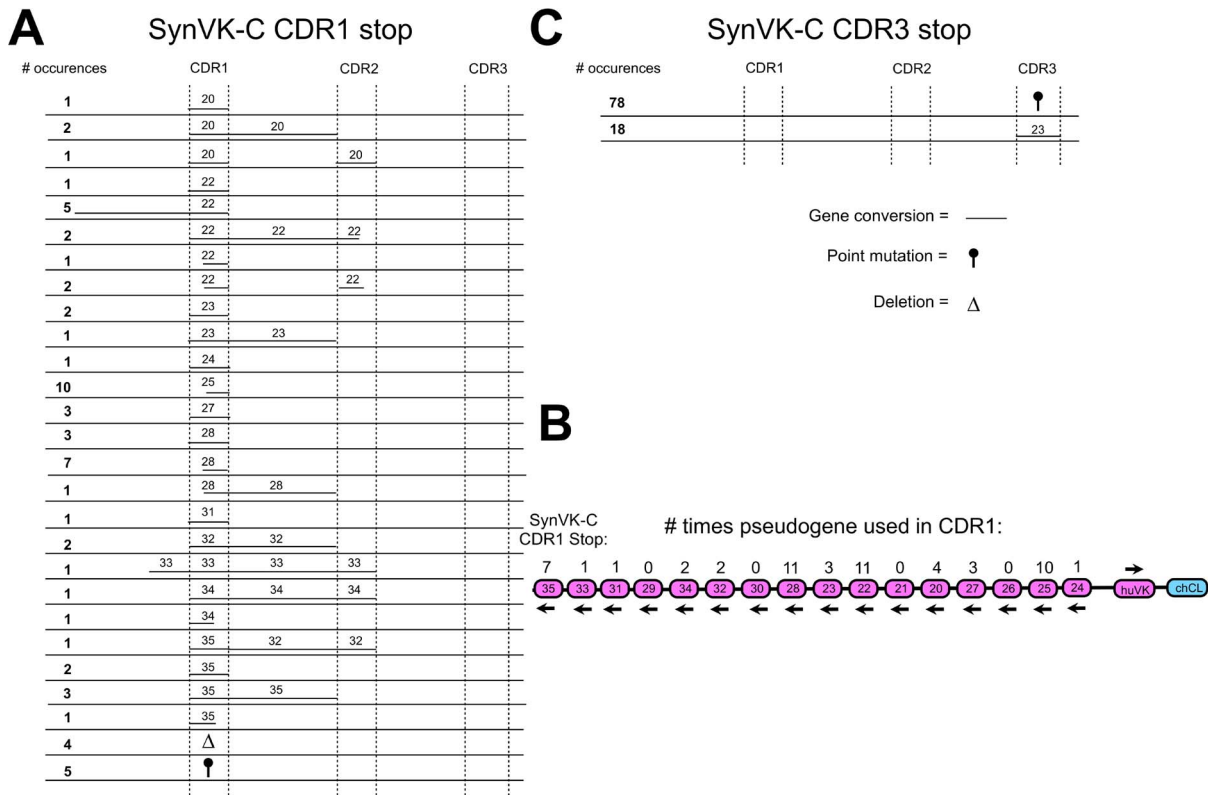 A
SynVK-C CDR1 stop
# occurences CDR1 CDR2 CDR3
1 20
2 20 20
1 20 20
1 22
5 22
2 22 22 22
1 22
2 22 22
2 23
1 23 23
1 24
10 25
3 27
3 28
7 28
1 28 28
1 31
2 32 32
1 33 33 33 33
1 34 34 34
1 34
1 35 32 32
2 35
3 35 35
1 35
4 Δ
5
C
SynVK-C CDR3 stop
# occurences CDR1 CDR2 CDR3
78
18 23
Gene conversion =
Point mutation =
Deletion = Δ
B
SynVK-C
CDR1 Stop:
# times pseudogene used in CDR1:
7 1 1 0 2 2 0 11 3 11 0 4 3 0 10 1
35 33 31 29 34 32 30 28 23 22 21 20 27 26 25 24 huVK chCL